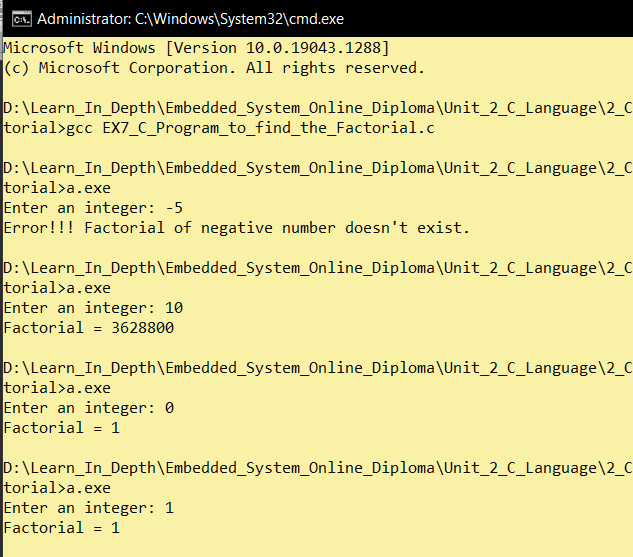 Administrator: C:\Windows\System32\cmd.exe
Microsoft Windows [Version 10.0.19043.1288]
(c) Microsoft Corporation. All rights reserved.
D:\Learn_In_Depth\Embedded_System_Online_Diploma\Unit_2_C_Language\2_C
torial>gcc EX7_C_Program_to_find_the_Factorial.c
D:\Learn_In_Depth\Embedded_System_Online_Diploma\Unit_2_C_Language\2_C
torial>a.exe
Enter an integer: -5
Error!!! Factorial of negative number doesn't exist.
D:\Learn_In_Depth\Embedded_System_Online_Diploma\Unit_2_C_Language\2_C
torial>a.exe
Enter an integer: 10
Factorial = 3628800
D:\Learn_In_Depth\Embedded_System_Online_Diploma\Unit_2_C_Language\2_C
torial>a.exe
Enter an integer: 0
Factorial = 1
D:\Learn_In_Depth\Embedded_System_Online_Diploma\Unit_2_C_Language\2_C
torial>a.exe
Enter an integer: 1
Factorial = 1